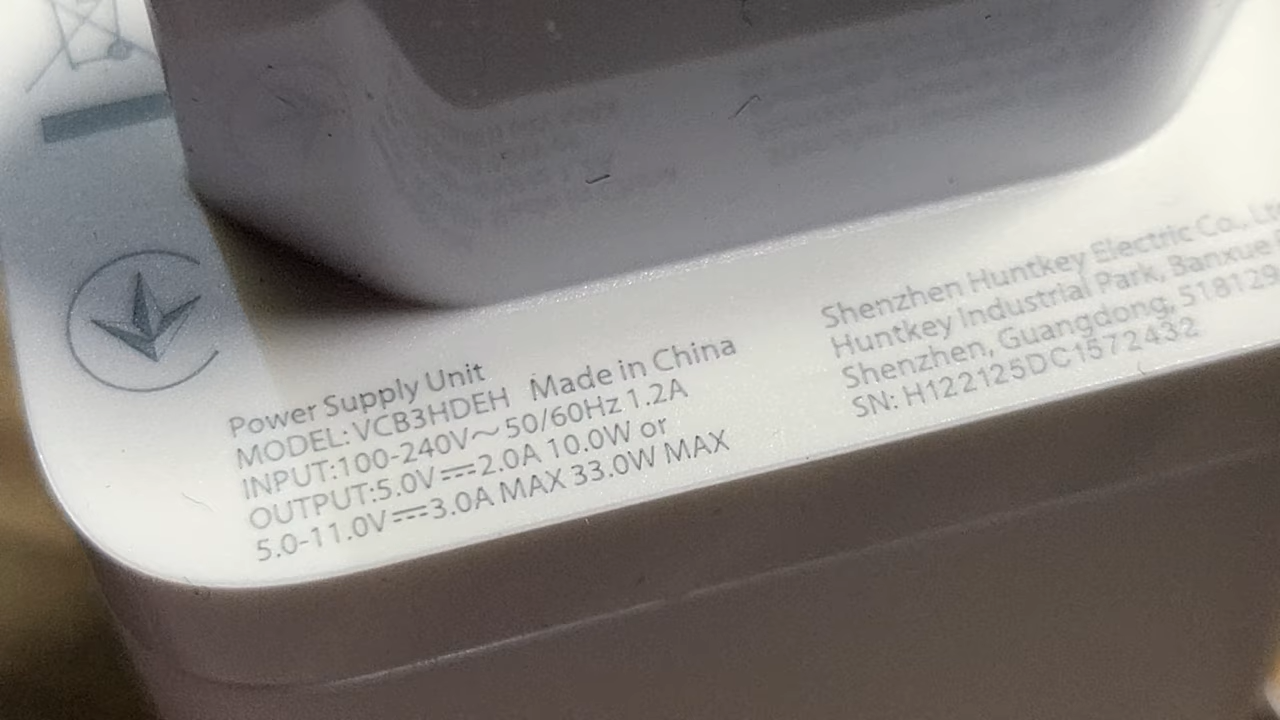 Power Supply Unit
MODEL:VCB3HDEH Made in China
INPUT:100-240V~50/60Hz 1.2A
OUTPUT:5.0V⎓2.0A 10.0W or
5.0-11.0V⎓3.0A MAX 33.0W MAX
Shenzhen Huntkey Electric Co.,
Huntkey Industrial Park, Banxue
Shenzhen, Guangdong, 518129
SN: H122125DC1572432